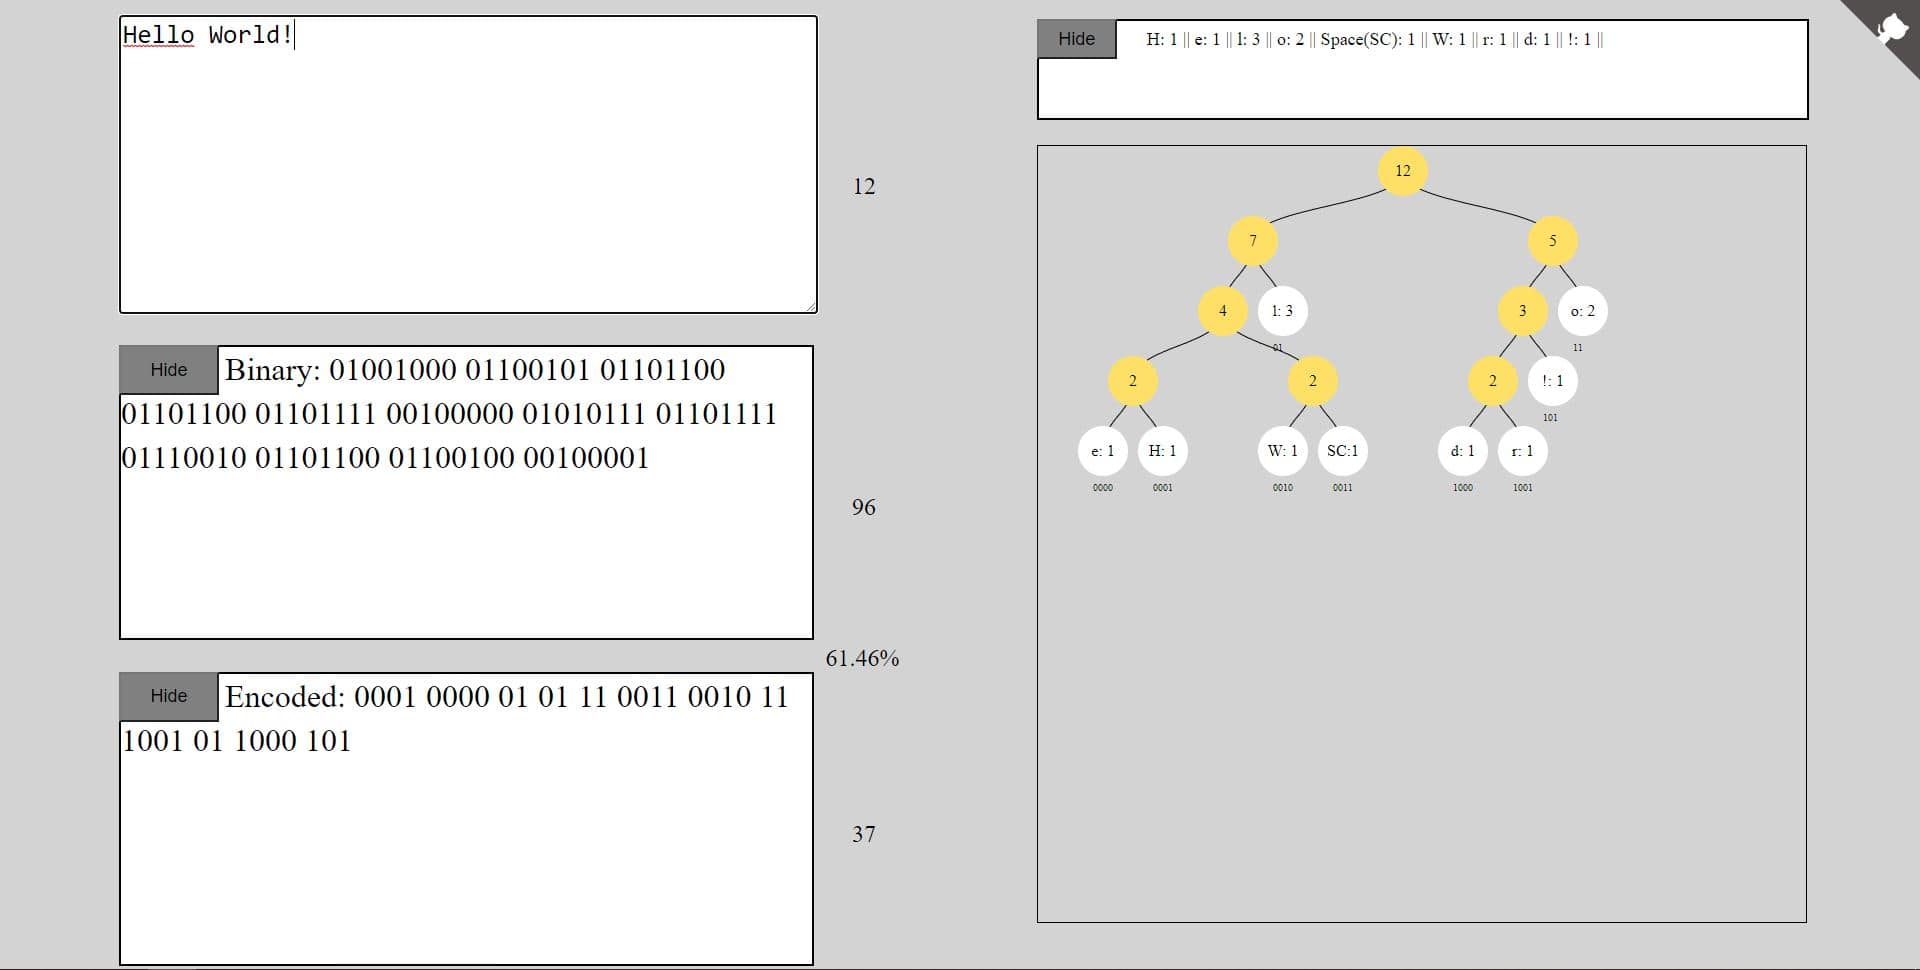 Hello World!
12
Hide Binary: 01001000 01100101 01101100
01101100 01101111 00100000 01010111 01101111
01110010 01101100 01100100 00100001
96
61.46%
Hide Encoded: 0001 0000 01 01 11 0011 0010 11
1001 01 1000 101
37
Hide H: 1 || e: 1 || l: 3 || o: 2 || Space(SC): 1 || W: 1 || r: 1 || d: 1 || !: 1 ||
12
7 5
4 l: 3 3 o: 2
01 11
2 2 2 !: 1
101
e: 1 H: 1 W: 1 SC:1 d: 1 r: 1
0000 0001 0010 0011 1000 1001